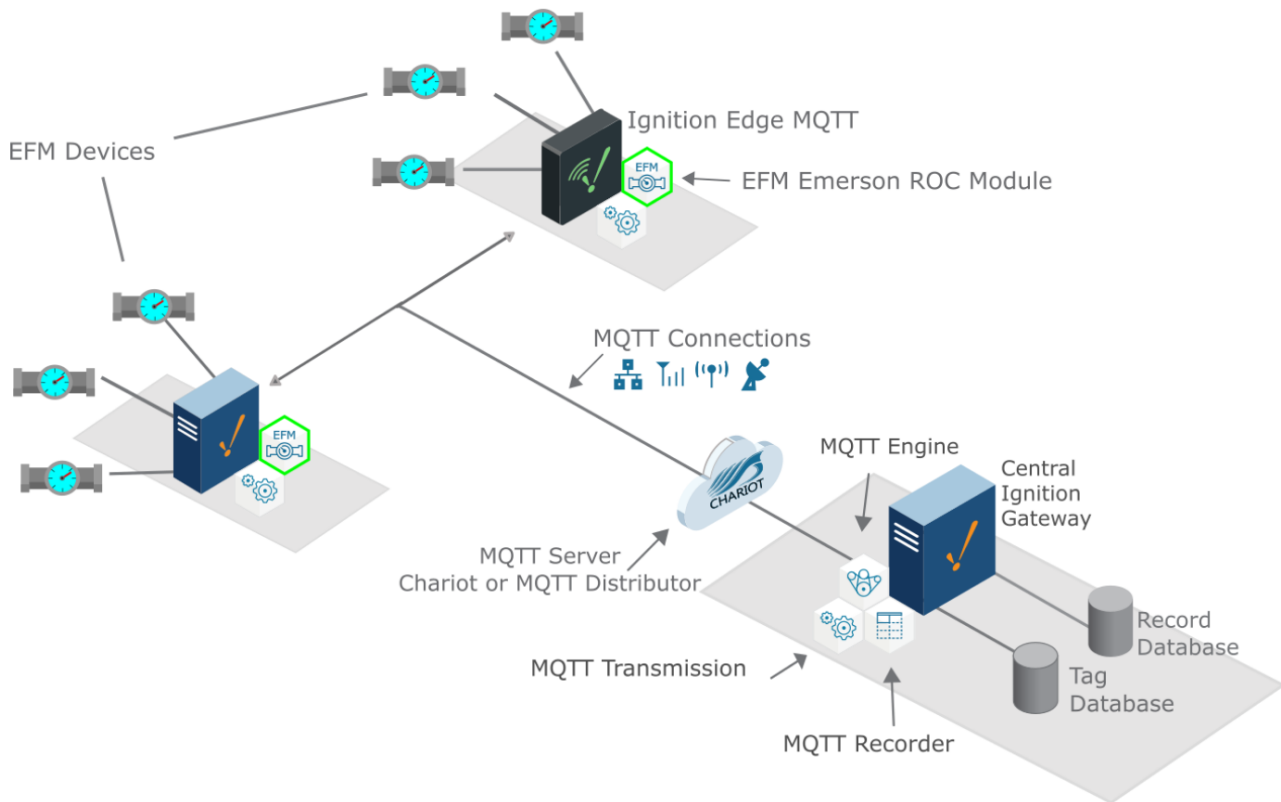 Ignition Edge MQTT
EFM Devices
EFM
EFM Emerson ROC Module
MQTT Connections
EFM
MQTT Engine
Central
Ignition
Gateway
CHARIOT
MQTT Server
Chariot or MQTT Distributor
Record
Database
MQTT Transmission
Tag
Database
MQTT Recorder